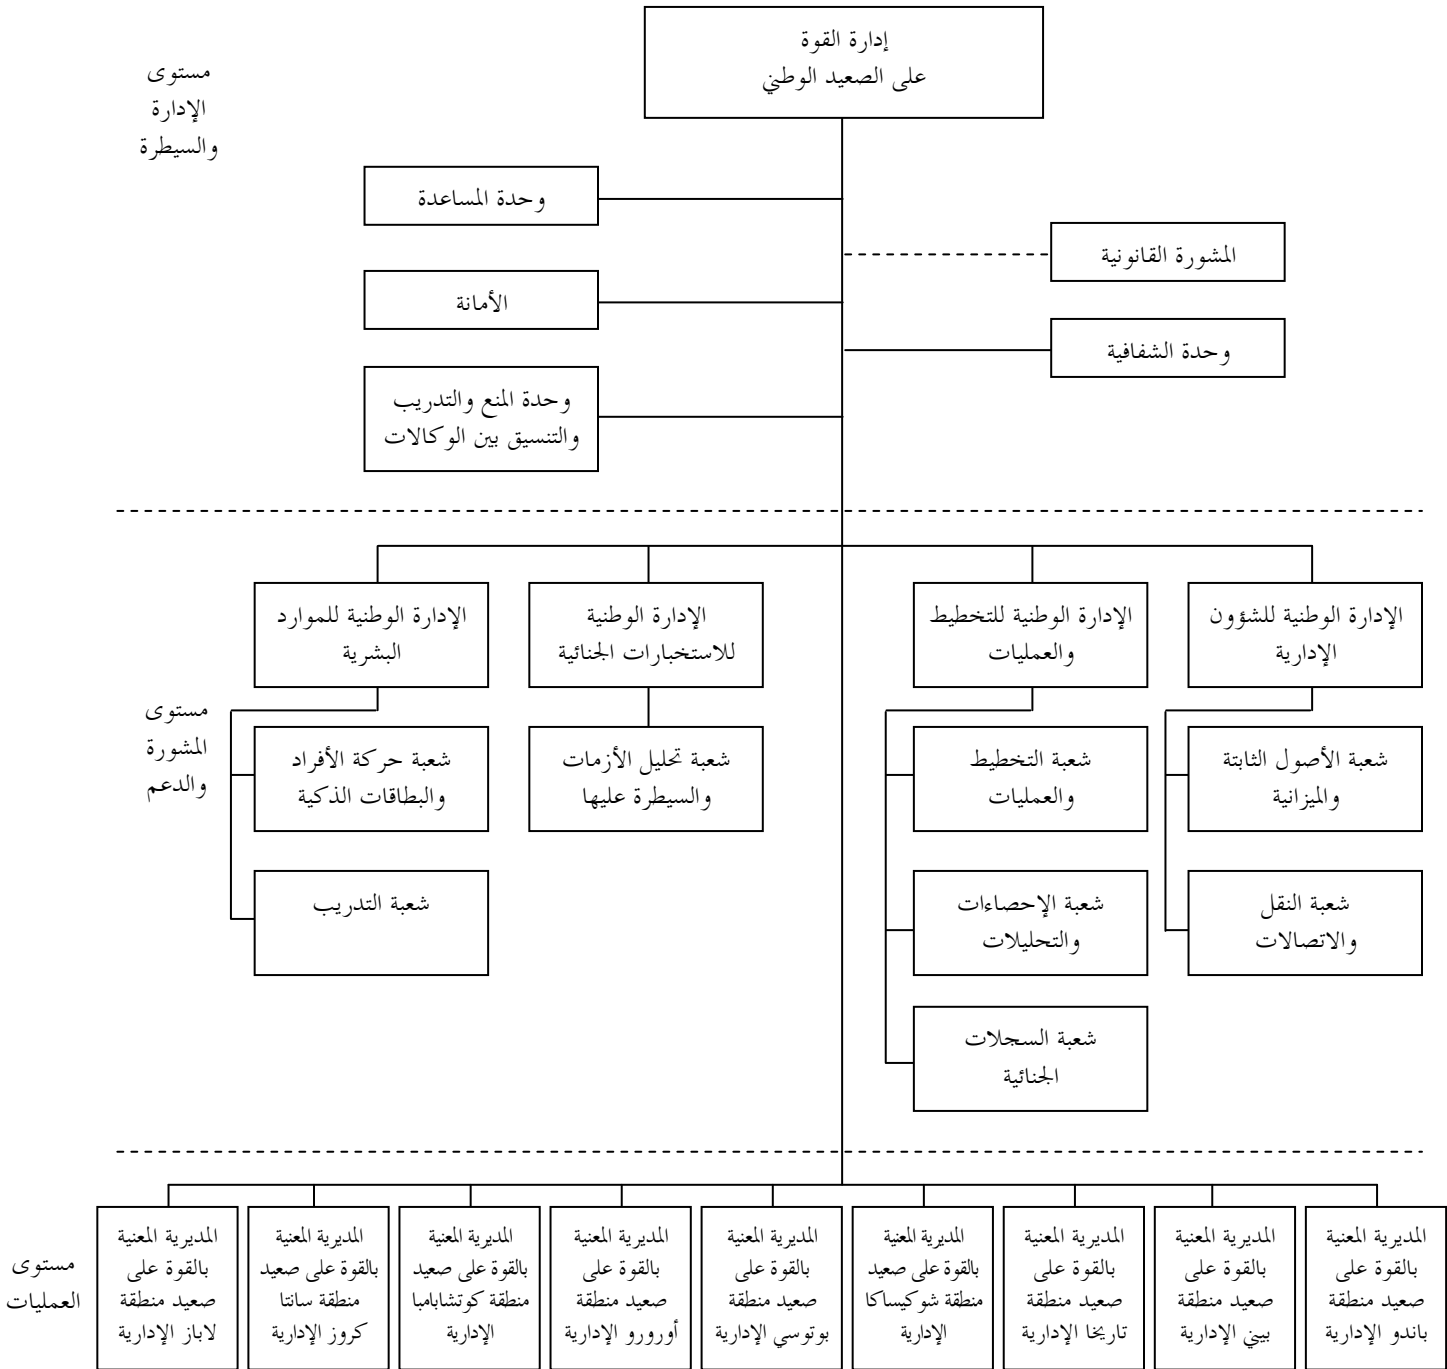 إدارة القوة
على الصعيد الوطني
مستوى
الإدارة
والسيطرة
وحدة المساعدة
المشورة القانونية
الأمانة
وحدة الشفافية
وحدة المنع والتدريب
والتنسيق بين الوكالات
الإدارة الوطنية للشؤون
الإدارية
الإدارة الوطنية للتخطيط
والعمليات
الإدارة الوطنية
للاستخبارات الجنائية
الإدارة الوطنية للموارد
البشرية
مستوى
المشورة
والدعم
شعبة الأصول الثابتة
والميزانية
شعبة التخطيط
والعمليات
شعبة تحليل الأزمات
والسيطرة عليها
شعبة حركة الأفراد
والبطاقات الذكية
شعبة النقل
والاتصالات
شعبة الإحصاءات
والتحليلات
شعبة التدريب
شعبة السجلات
الجنائية
المديرية المعنية
بالقوة على
صعيد منطقة
باندو الإدارية
المديرية المعنية
بالقوة على
صعيد منطقة
بيني الإدارية
المديرية المعنية
بالقوة على
صعيد منطقة
تاريخا الإدارية
المديرية المعنية
بالقوة على صعيد
منطقة شوكيساكا
الإدارية
المديرية المعنية
بالقوة على
صعيد منطقة
بوتوسي الإدارية
المديرية المعنية
بالقوة على
صعيد منطقة
أورورو الإدارية
المديرية المعنية
بالقوة على صعيد
منطقة كوتشابامبا
الإدارية
المديرية المعنية
بالقوة على صعيد
منطقة سانتا
كروز الإدارية
المديرية المعنية
بالقوة على
صعيد منطقة
لاباز الإدارية
مستوى
العمليات